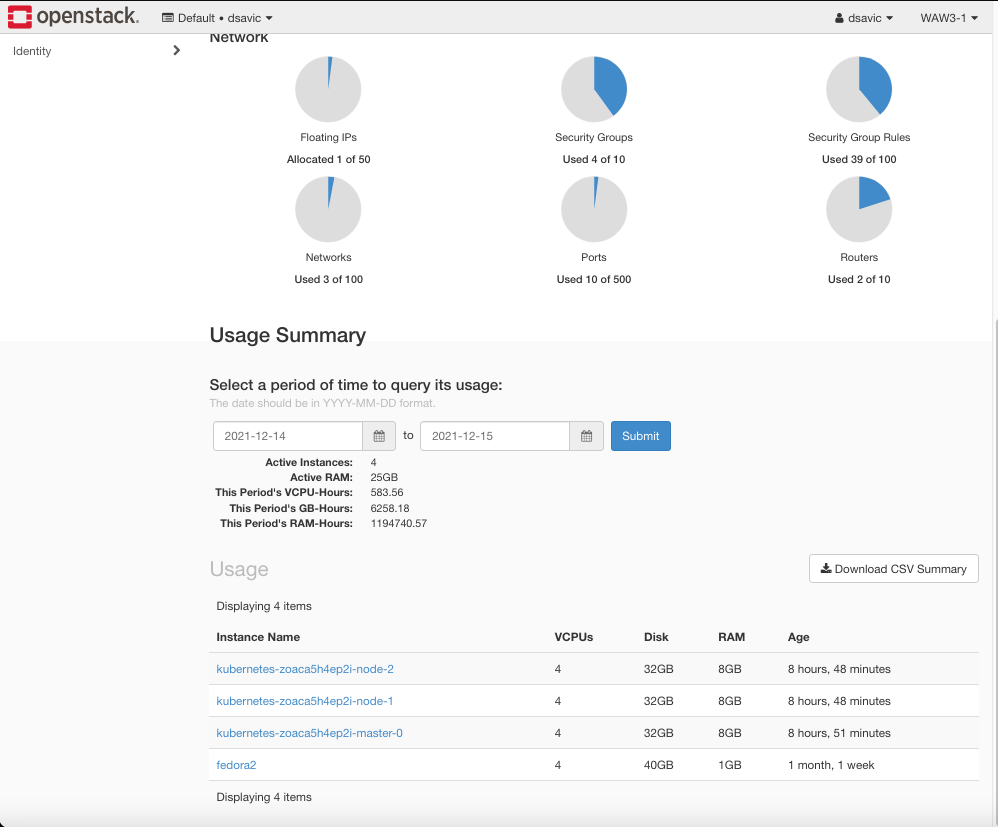 openstack. Default • dsavic dsavic WAW3-1
Identity
Network
Floating IPs Security Groups Security Group Rules
Allocated 1 of 50 Used 4 of 10 Used 39 of 100
Networks Ports Routers
Used 3 of 100 Used 10 of 500 Used 2 of 10
Usage Summary
Select a period of time to query its usage:
The date should be in YYYY-MM-DD format.
2021-12-14 to 2021-12-15 Submit
Active Instances: 4
Active RAM: 25GB
This Period's VCPU-Hours: 583.56
This Period's GB-Hours: 6258.18
This Period's RAM-Hours: 1194740.57
Usage Download CSV Summary
Displaying 4 items
Instance Name VCPUs Disk RAM Age
kubernetes-zoaca5h4ep2i-node-2 4 32GB 8GB 8 hours, 48 minutes
kubernetes-zoaca5h4ep2i-node-1 4 32GB 8GB 8 hours, 48 minutes
kubernetes-zoaca5h4ep2i-master-0 4 32GB 8GB 8 hours, 51 minutes
fedora2 4 40GB 1GB 1 month, 1 week
Displaying 4 items